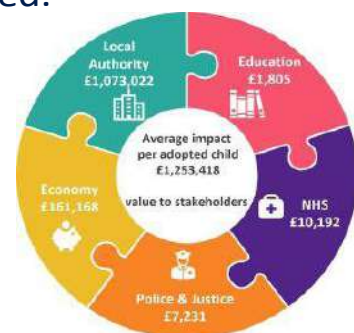 Local
Authority
£1,073,022
Education
£1,805
Average impact
per adopted child
£1,253,418
value to stakeholders
Economy
£161,168
NHS
£10,192
Police & Justice
£7,231